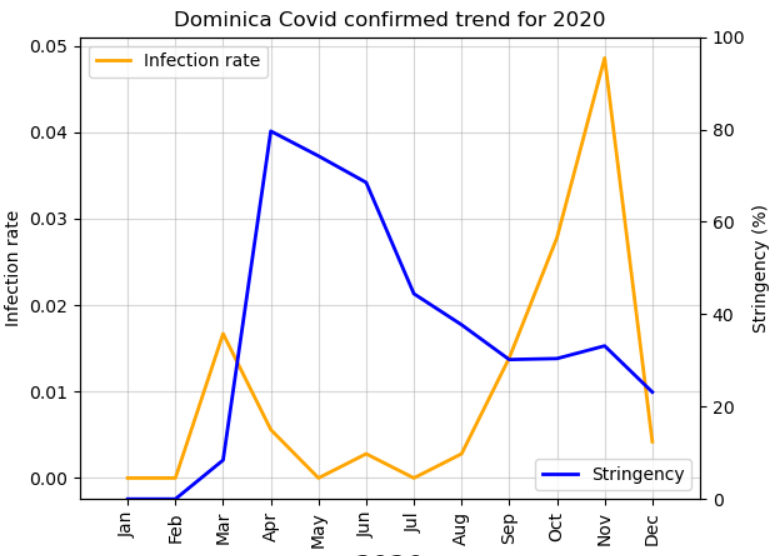 Dominica Covid confirmed trend for 2020
Infection rate
Stringency
0.05
0.04
0.03
0.02
0.01
0.00
Infection rate
100
80
60
40
20
0
Stringency (%)
Jan
Feb
Mar
Apr
May
Jun
Jul
Aug
Sep
Oct
Nov
Dec